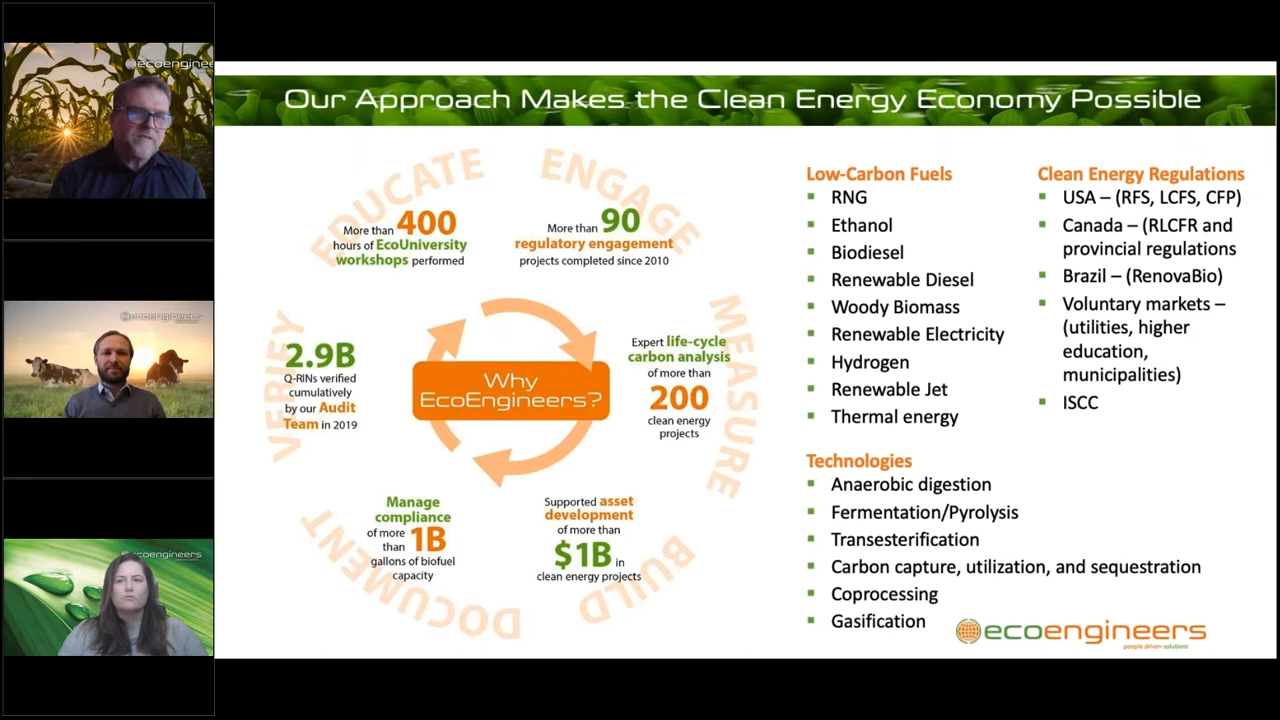 Our Approach Makes the Clean Energy Economy Possible
EDUCATE
More than 400
hours of EcoUniversity
workshops performed
ENGAGE
More than 90
regulatory engagement
projects completed since 2010
MEASURE
Expert life-cycle
carbon analysis
of more than
200
clean energy
projects
BUILD
Supported asset
development
of more than
$1B in
clean energy projects
DOCUMENT
Manage
compliance
of more
than 1B
gallons of biofuel
capacity
VERIFY
2.9B
Q-RINs verified
cumulatively
by our Audit
Team in 2019
Why
EcoEngineers?
Low-Carbon Fuels
RNG
Ethanol
Biodiesel
Renewable Diesel
Woody Biomass
Renewable Electricity
Hydrogen
Renewable Jet
Thermal energy
Clean Energy Regulations
USA – (RFS, LCFS, CFP)
Canada – (RLCFR and
provincial regulations
Brazil – (RenovaBio)
Voluntary markets –
(utilities, higher
education,
municipalities)
ISCC
Technologies
Anaerobic digestion
Fermentation/Pyrolysis
Transesterification
Carbon capture, utilization, and sequestration
Coprocessing
Gasification
ecoengineers
people driven solutions
ecoenginee
ecoengineers
ecoengineers